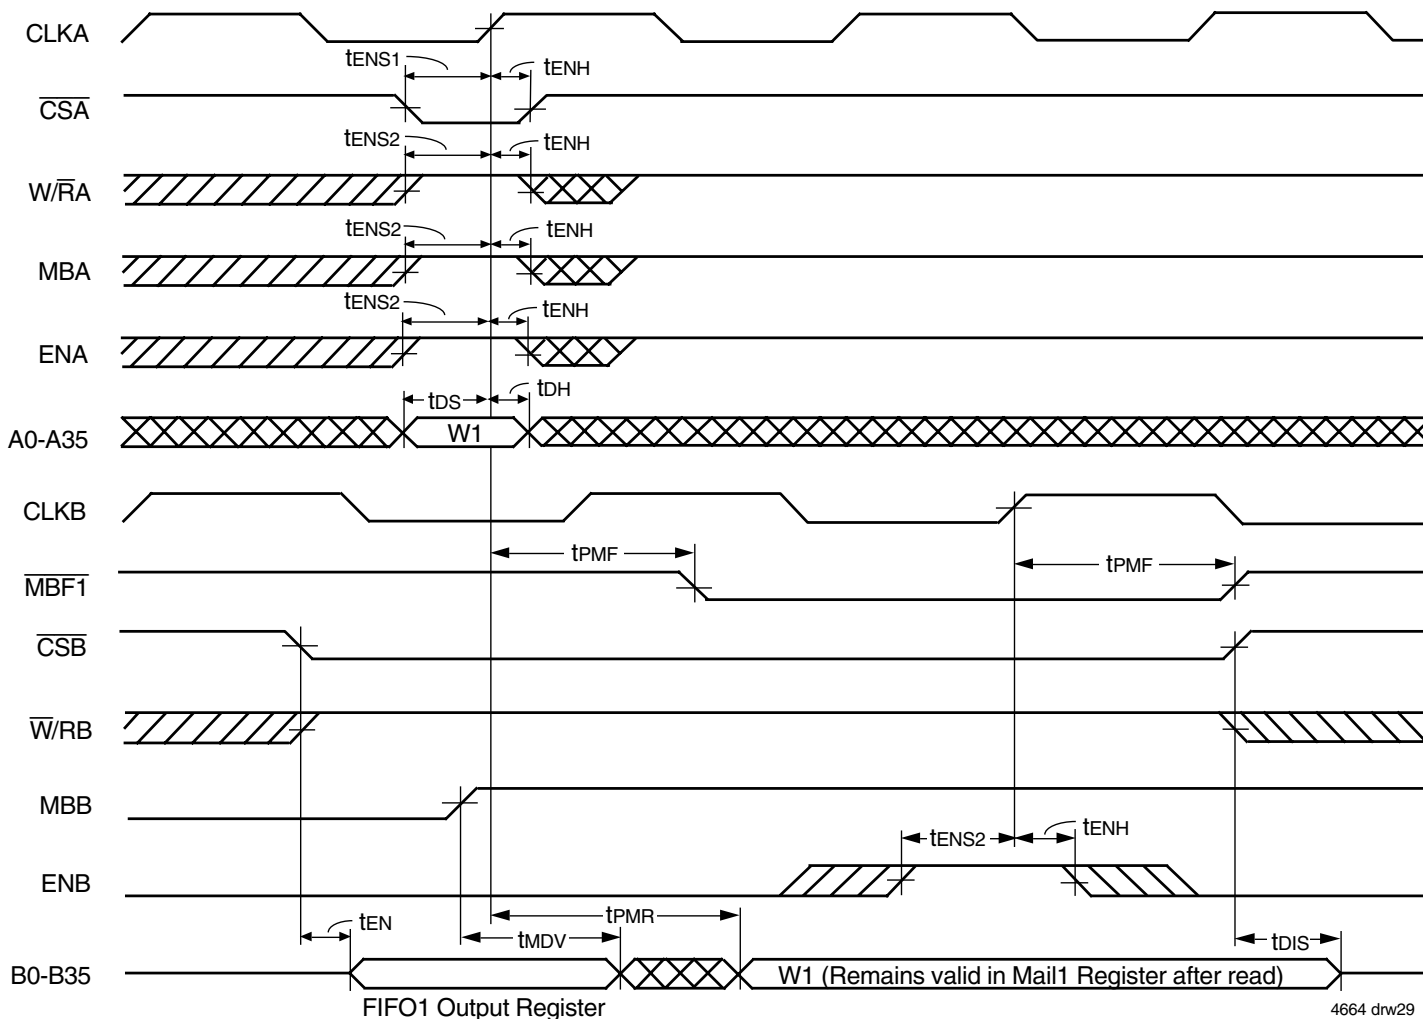 CLKA
tENS1
tENH
CSA
tENS2
tENH
W/RA
tENS2
tENH
MBA
tENS2
tENH
ENA
tDS
tDH
A0-A35
W1
CLKB
tPMF
tPMF
MBF1
CSB
W/RB
MBB
tENS2
tENH
ENB
tEN
tPMR
tMDV
tDIS
B0-B35
W1 (Remains valid in Mail1 Register after read)
FIFO1 Output Register
4664 drw29